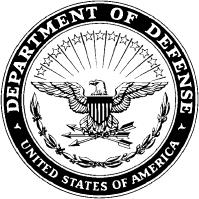 DEPARTMENT OF DEFENSE
UNITED STATES OF AMERICA